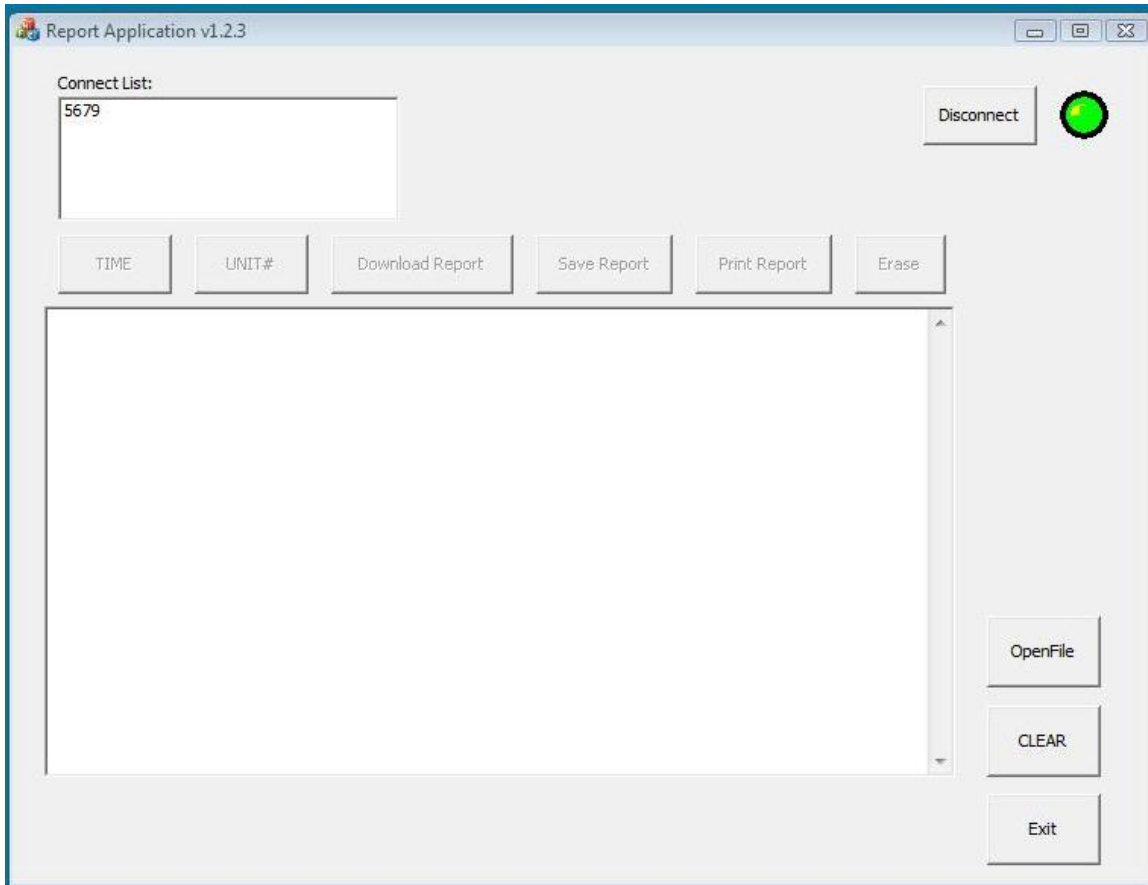 Report Application v1.2.3
Connect List:
5679
Disconnect
TIME
UNIT#
Download Report
Save Report
Print Report
Erase
OpenFile
CLEAR
Exit